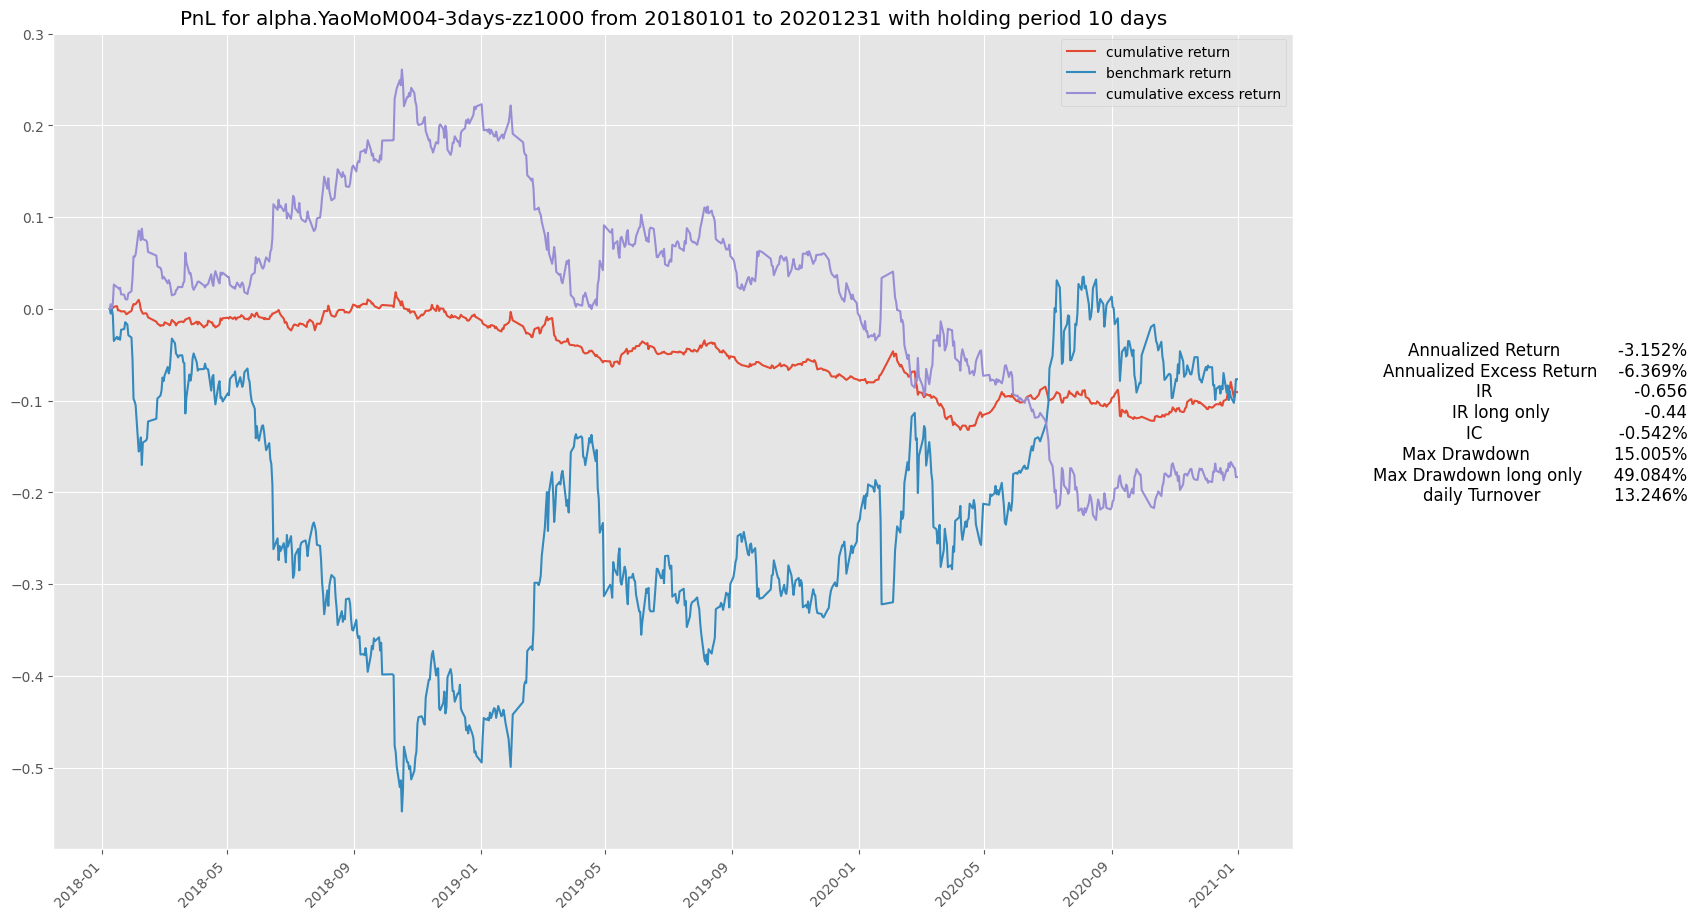 PnL for alpha.YaoMoM004-3days-zz1000 from 20180101 to 20201231 with holding period 10 days
cumulative return
benchmark return
cumulative excess return
0.3
0.2
0.1
0.0
−0.1
−0.2
−0.3
−0.4
−0.5
2018-01
2018-05
2018-09
2019-01
2019-05
2019-09
2020-01
2020-05
2020-09
2021-01
Annualized Return -3.152%
Annualized Excess Return -6.369%
IR -0.656
IR long only -0.44
IC -0.542%
Max Drawdown 15.005%
Max Drawdown long only 49.084%
daily Turnover 13.246%